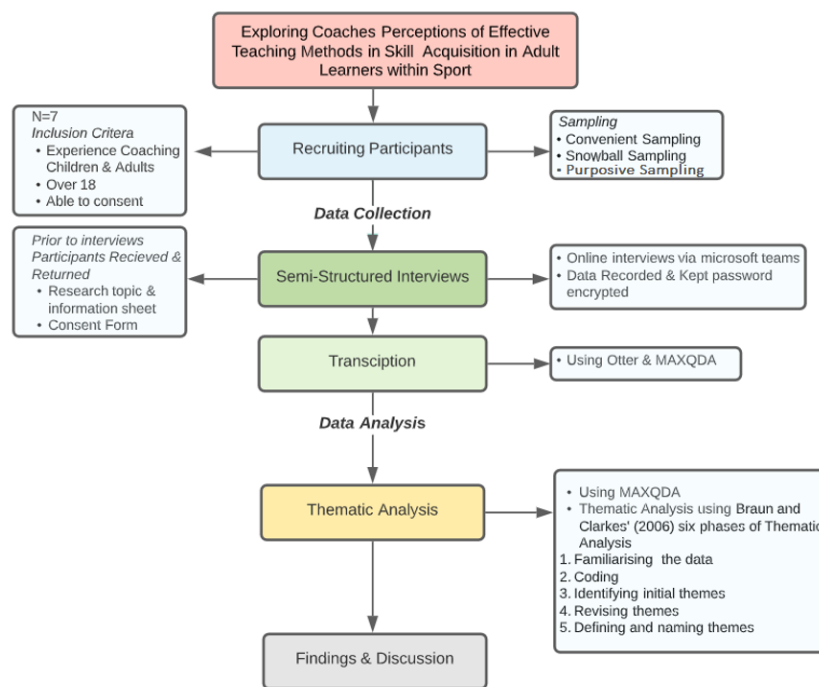 Exploring Coaches Perceptions of Effective
Teaching Methods in Skill Acquisition in Adult
Learners within Sport
N=7
Inclusion Critera
• Experience Coaching
Children & Adults
• Over 18
• Able to consent
Recruiting Participants
Sampling
• Convenient Sampling
• Snowball Sampling
• Purposive Sampling
Data Collection
Prior to interviews
Participants Recieved &
Returned
• Research topic &
information sheet
• Consent Form
Semi-Structured Interviews
• Online interviews via microsoft teams
• Data Recorded & Kept password
encrypted
Transciption
• Using Otter & MAXQDA
Data Analysis
Thematic Analysis
• Using MAXQDA
• Thematic Analysis using Braun and
Clarkes' (2006) six phases of Thematic
Analysis
1. Familiarising the data
2. Coding
3. Identifying initial themes
4. Revising themes
5. Defining and naming themes
Findings & Discussion